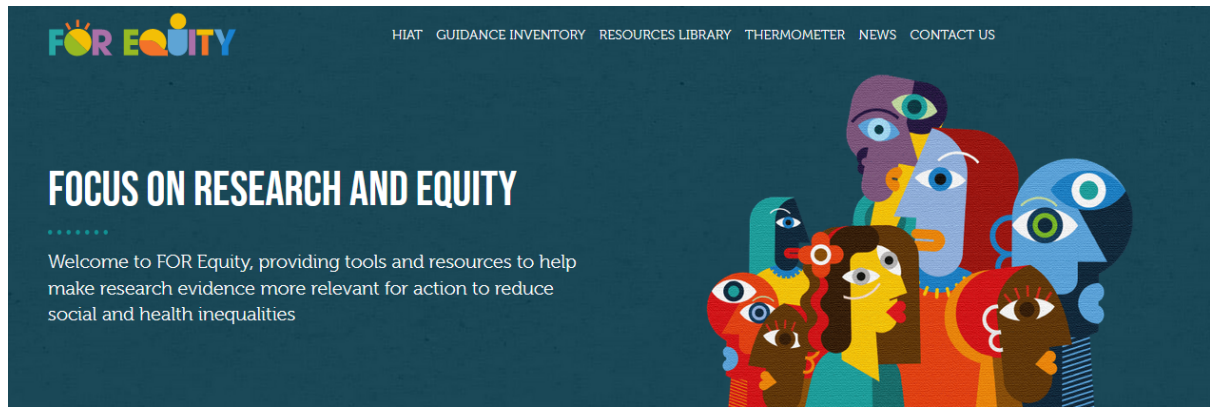 FOR EQUITY
HIAT GUIDANCE INVENTORY RESOURCES LIBRARY THERMOMETER NEWS CONTACT US
FOCUS ON RESEARCH AND EQUITY
Welcome to FOR Equity, providing tools and resources to help
make research evidence more relevant for action to reduce
social and health inequalities